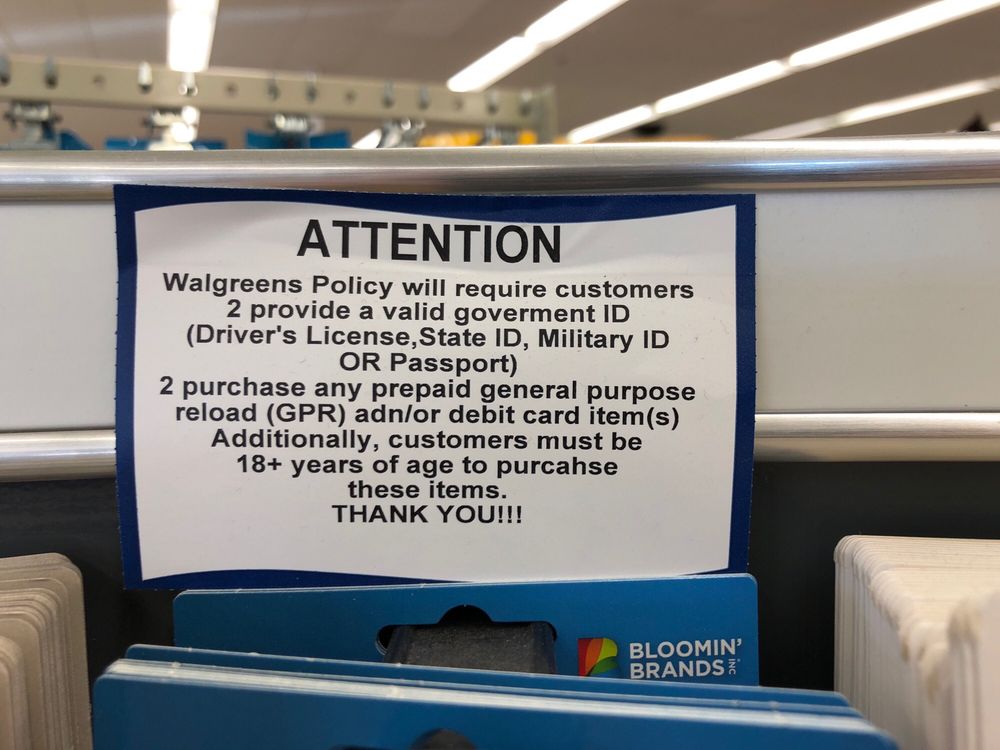 ATTENTION
Walgreens Policy will require customers
2 provide a valid goverment ID
(Driver's License,State ID, Military ID
OR Passport)
2 purchase any prepaid general purpose
reload (GPR) adn/or debit card item(s)
Additionally, customers must be
18+ years of age to purcahse
these items.
THANK YOU!!!
BLOOMIN'
BRANDS INC